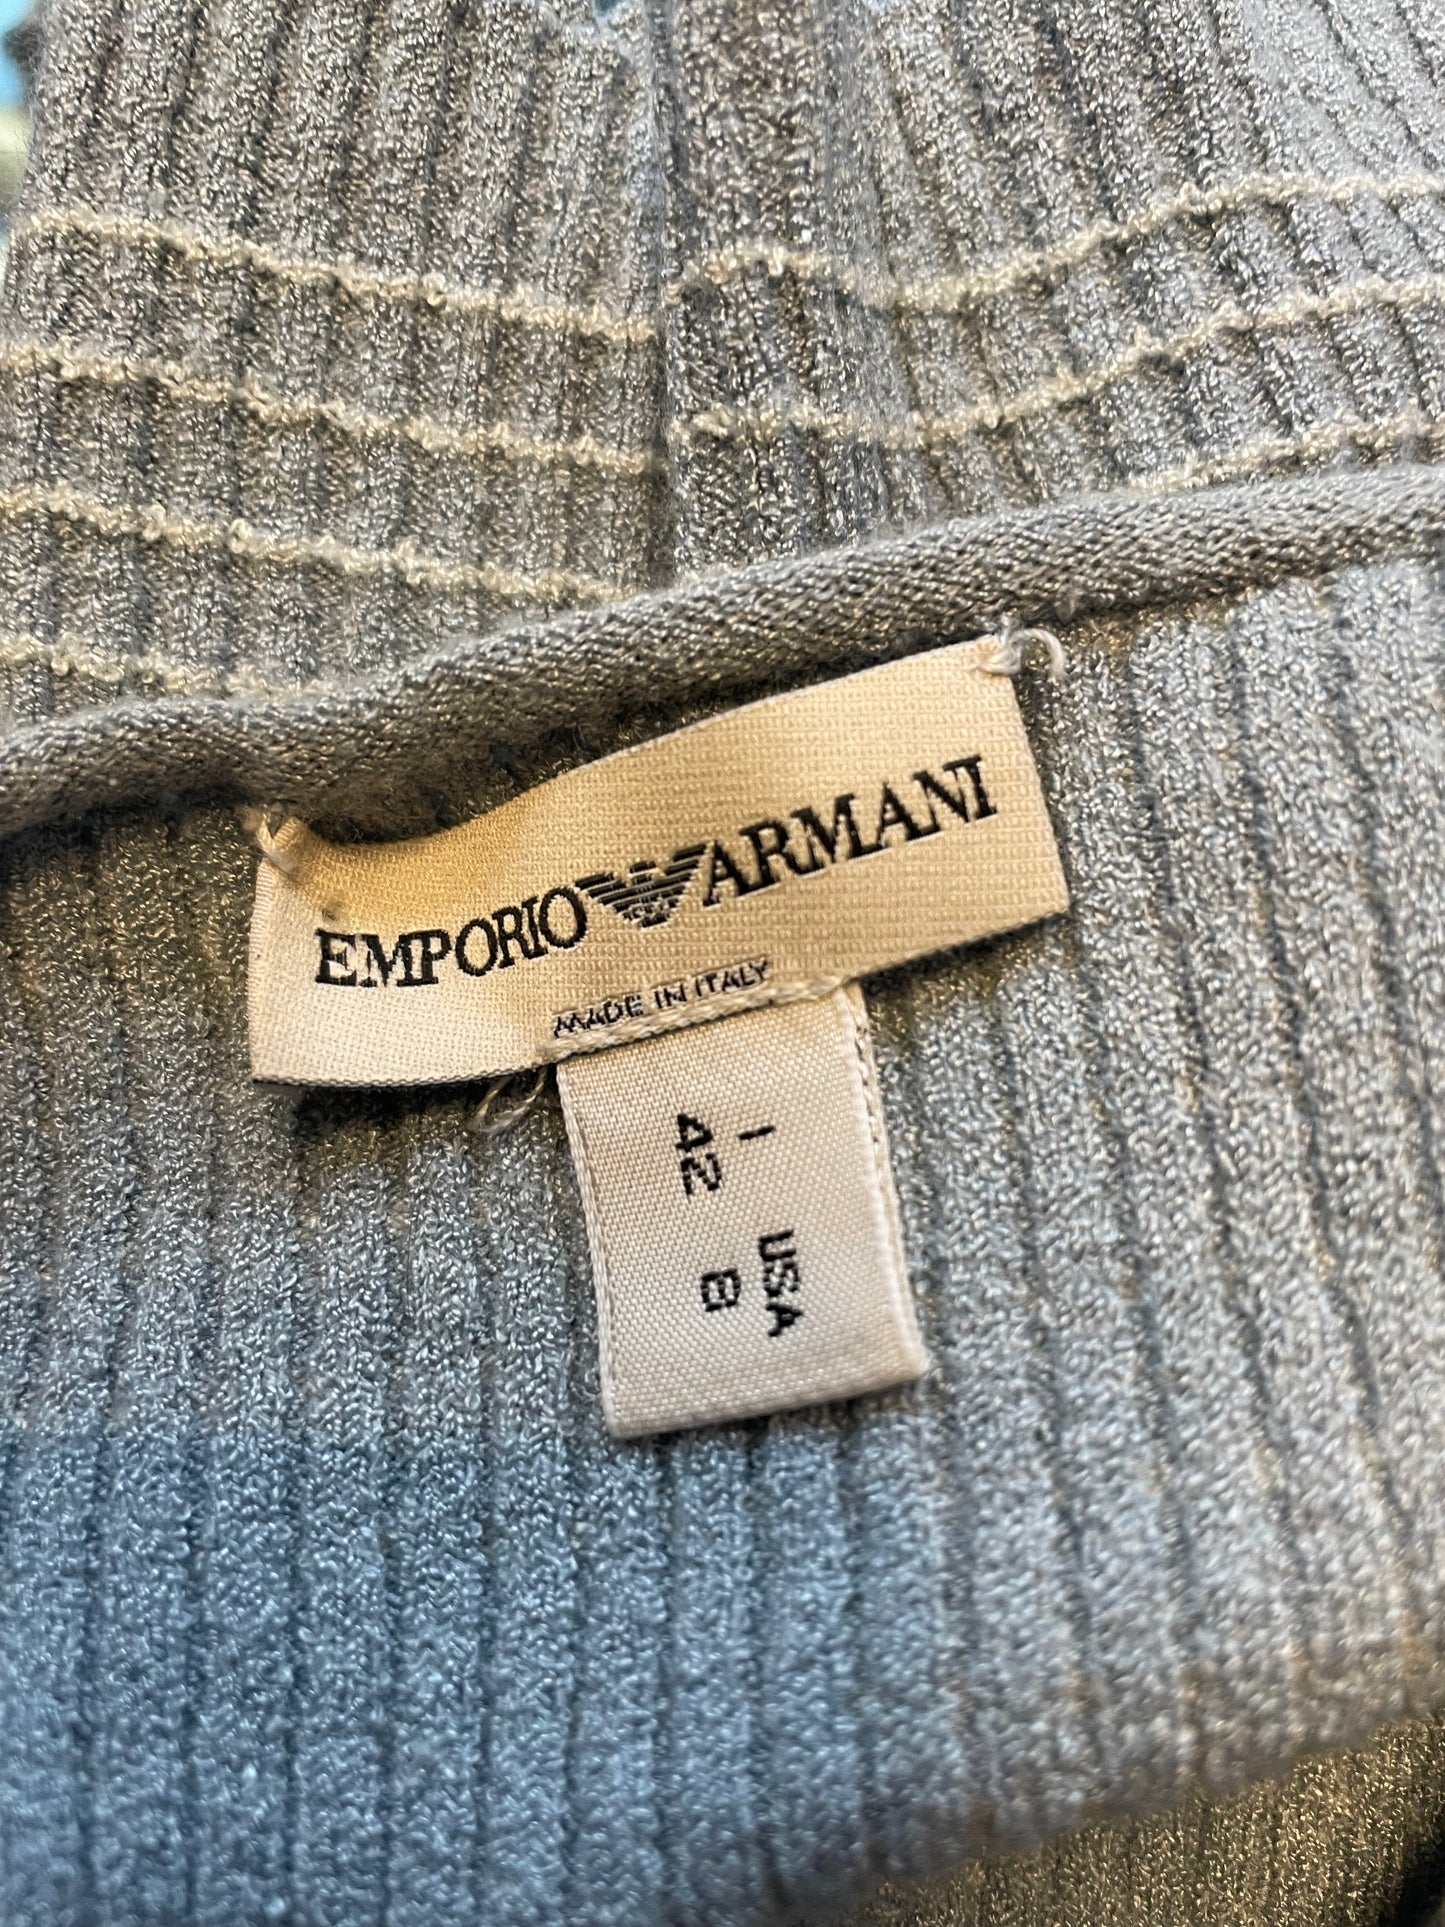 EMPORIO ARMANI
MADE IN ITALY
I USA
42 8